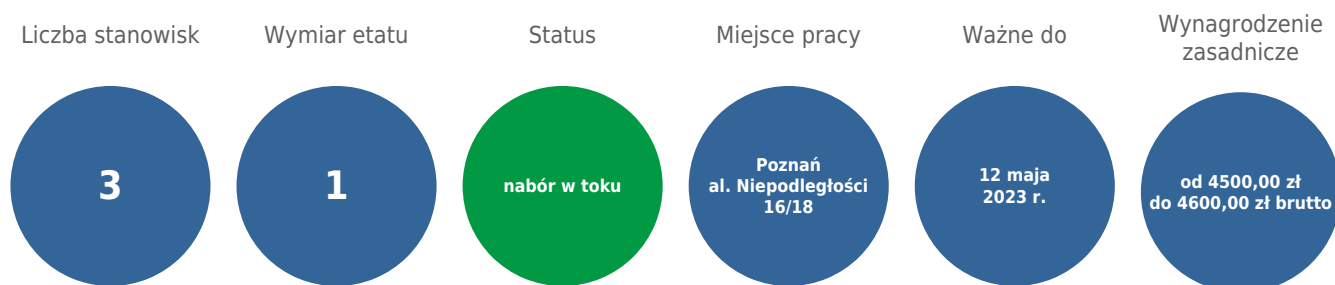 Liczba stanowisk
3
Wymiar etatu
1
Status
nabór w toku
Miejsce pracy
Poznań
al. Niepodległości
16/18
Ważne do
12 maja
2023 r.
Wynagrodzenie
zasadnicze
od 4500,00 zł
do 4600,00 zł brutto